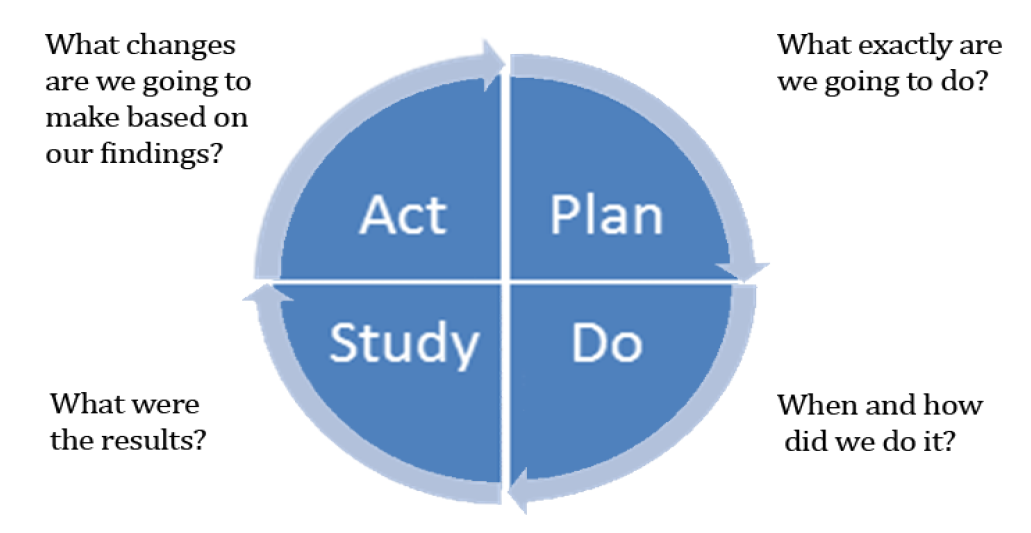 What changes
are we going to
make based on
our findings?
What exactly are
we going to do?
Act
Plan
Study
Do
What were
the results?
When and how
did we do it?